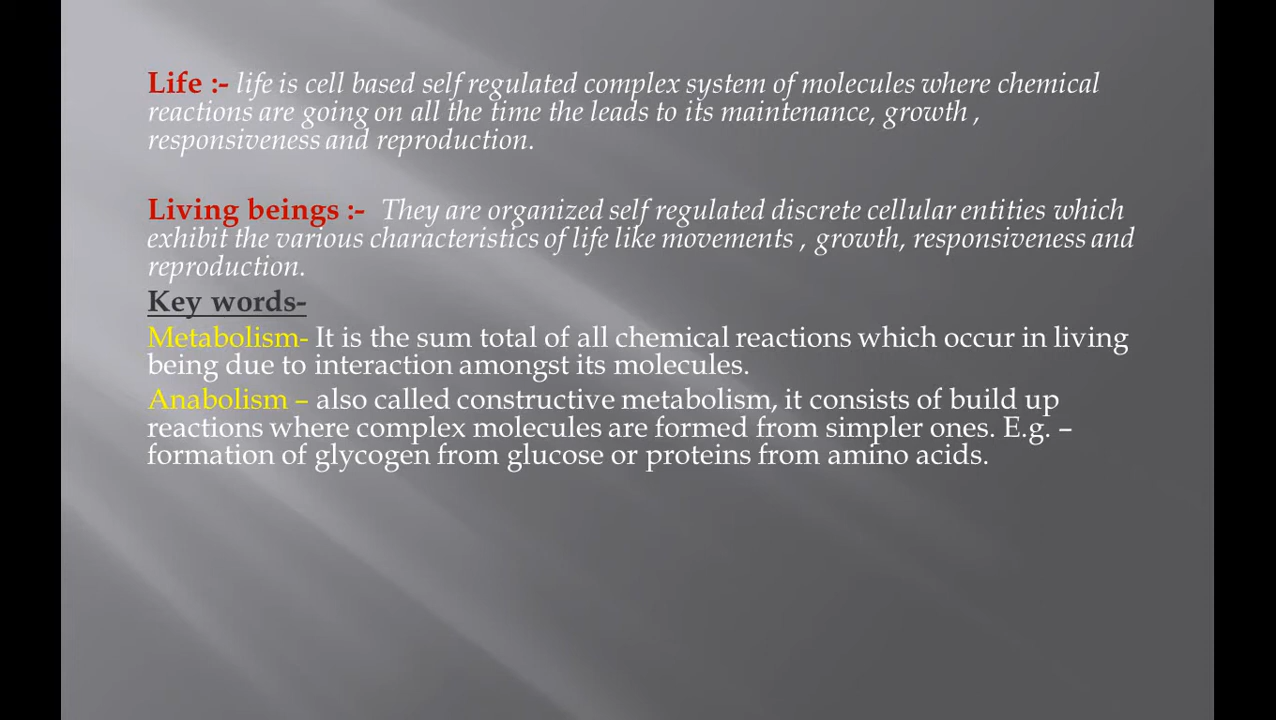 Life :- life is cell based self regulated complex system of molecules where chemical
reactions are going on all the time the leads to its maintenance, growth ,
responsiveness and reproduction.
Living beings :- They are organized self regulated discrete cellular entities which
exhibit the various characteristics of life like movements , growth, responsiveness and
reproduction.
Key words-
Metabolism- It is the sum total of all chemical reactions which occur in living
being due to interaction amongst its molecules.
Anabolism – also called constructive metabolism, it consists of build up
reactions where complex molecules are formed from simpler ones. E.g. –
formation of glycogen from glucose or proteins from amino acids.